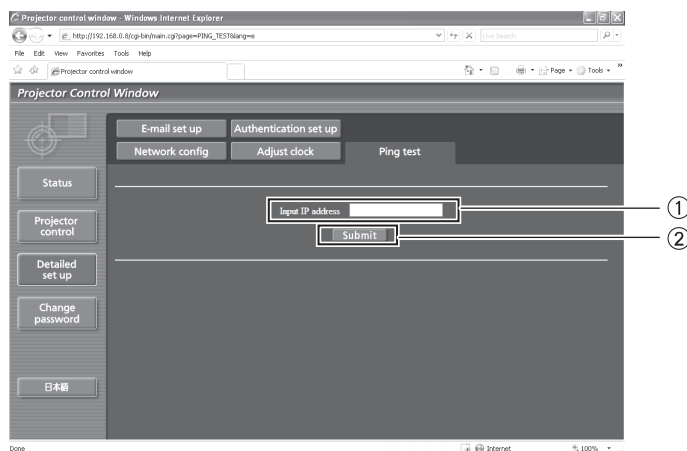 Projector control window - Windows Internet Explorer
http://192.168.0.8/cgi-bin/main.cgi?page=PING_TEST&lang=e
Live Search
File Edit View Favorites Tools Help
Projector control window
Page Tools »
Projector Control Window
E-mail set up Authentication set up
Network config Adjust clock Ping test
Status
Projector
control
Detailed
set up
Change
password
日本語
Input IP address
Submit
①
②
Done
Internet
100%